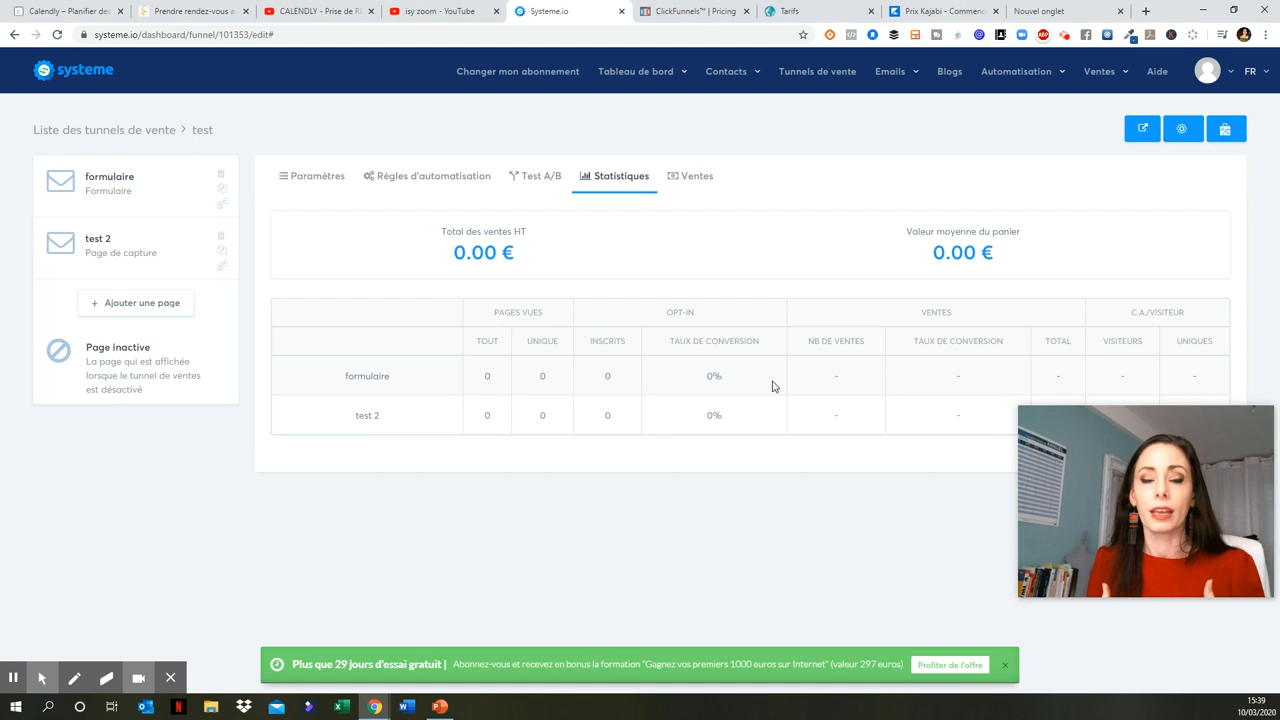 Calendly – Planifier des
Prendre rendez-vous a
CALENDLY - Prise de R
isy zoom - YouTube
Systeme.io
ClickFunnels™ | Pricing
Tarifs
Prix Kajabi - Commenc
Nouvel onglet
systeme.io/dashboard/funnel/101353/edit#
ABP
systeme
Changer mon abonnement
Tableau de bord
Contacts
Tunnels de vente
Emails
Blogs
Automatisation
Ventes
Aide
FR
Liste des tunnels de vente > test
formulaire
Formulaire
test 2
Page de capture
+ Ajouter une page
Page inactive
La page qui est affichée
lorsque le tunnel de ventes
est désactivé
Paramètres
Règles d'automatisation
Test A/B
Statistiques
Ventes
Total des ventes HT
0.00 €
Valeur moyenne du panier
0.00 €
PAGES VUES OPT-IN VENTES C.A./VISITEUR
TOUT UNIQUE INSCRITS TAUX DE CONVERSION NB DE VENTES TAUX DE CONVERSION TOTAL VISITEURS UNIQUES
formulaire 0 0 0 0% - - - - -
test 2 0 0 0 0% - -
Plus que 29 jours d'essai gratuit | Abonnez-vous et recevez en bonus la formation "Gagnez vos premiers 1000 euros sur Internet" (valeur 297 euros)
Profiter de l'offre
15:39
10/03/2020